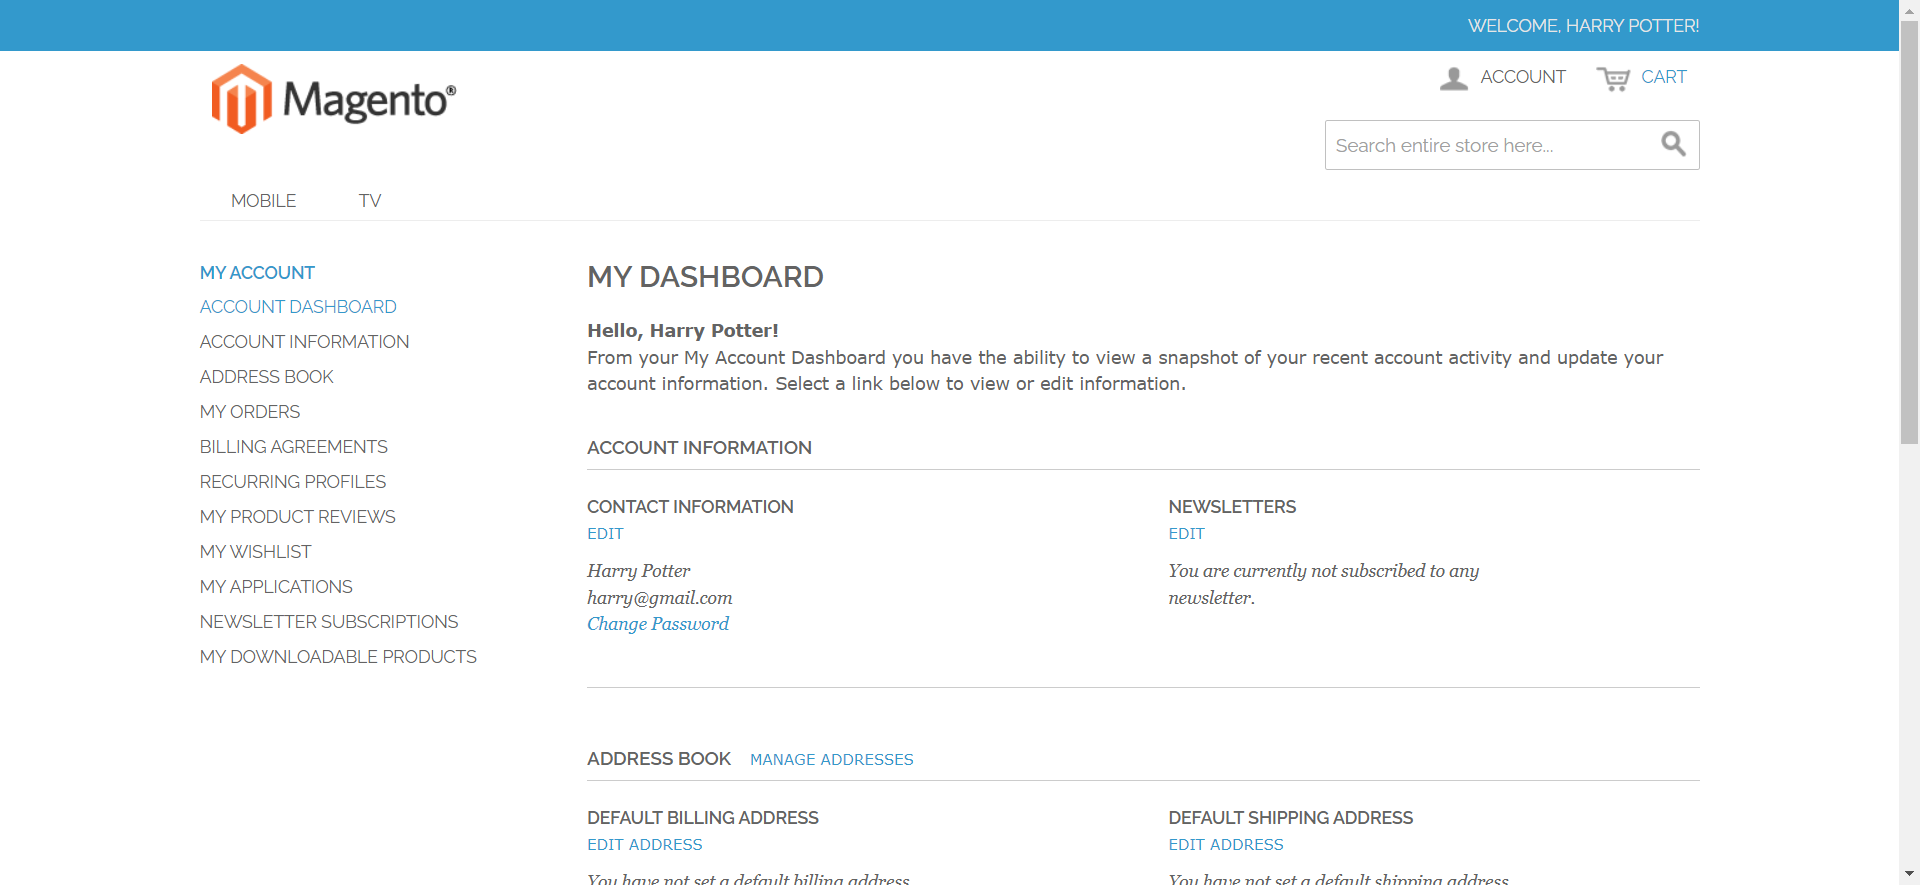 WELCOME, HARRY POTTER!
Magento®
ACCOUNT
CART
Search entire store here...
MOBILE
TV
MY ACCOUNT
ACCOUNT DASHBOARD
ACCOUNT INFORMATION
ADDRESS BOOK
MY ORDERS
BILLING AGREEMENTS
RECURRING PROFILES
MY PRODUCT REVIEWS
MY WISHLIST
MY APPLICATIONS
NEWSLETTER SUBSCRIPTIONS
MY DOWNLOADABLE PRODUCTS
MY DASHBOARD
Hello, Harry Potter!
From your My Account Dashboard you have the ability to view a snapshot of your recent account activity and update your
account information. Select a link below to view or edit information.
ACCOUNT INFORMATION
CONTACT INFORMATION
EDIT
Harry Potter
harry@gmail.com
Change Password
NEWSLETTERS
EDIT
You are currently not subscribed to any
newsletter.
ADDRESS BOOK MANAGE ADDRESSES
DEFAULT BILLING ADDRESS
EDIT ADDRESS
You have not set a default billing address
DEFAULT SHIPPING ADDRESS
EDIT ADDRESS
You have not set a default shipping address